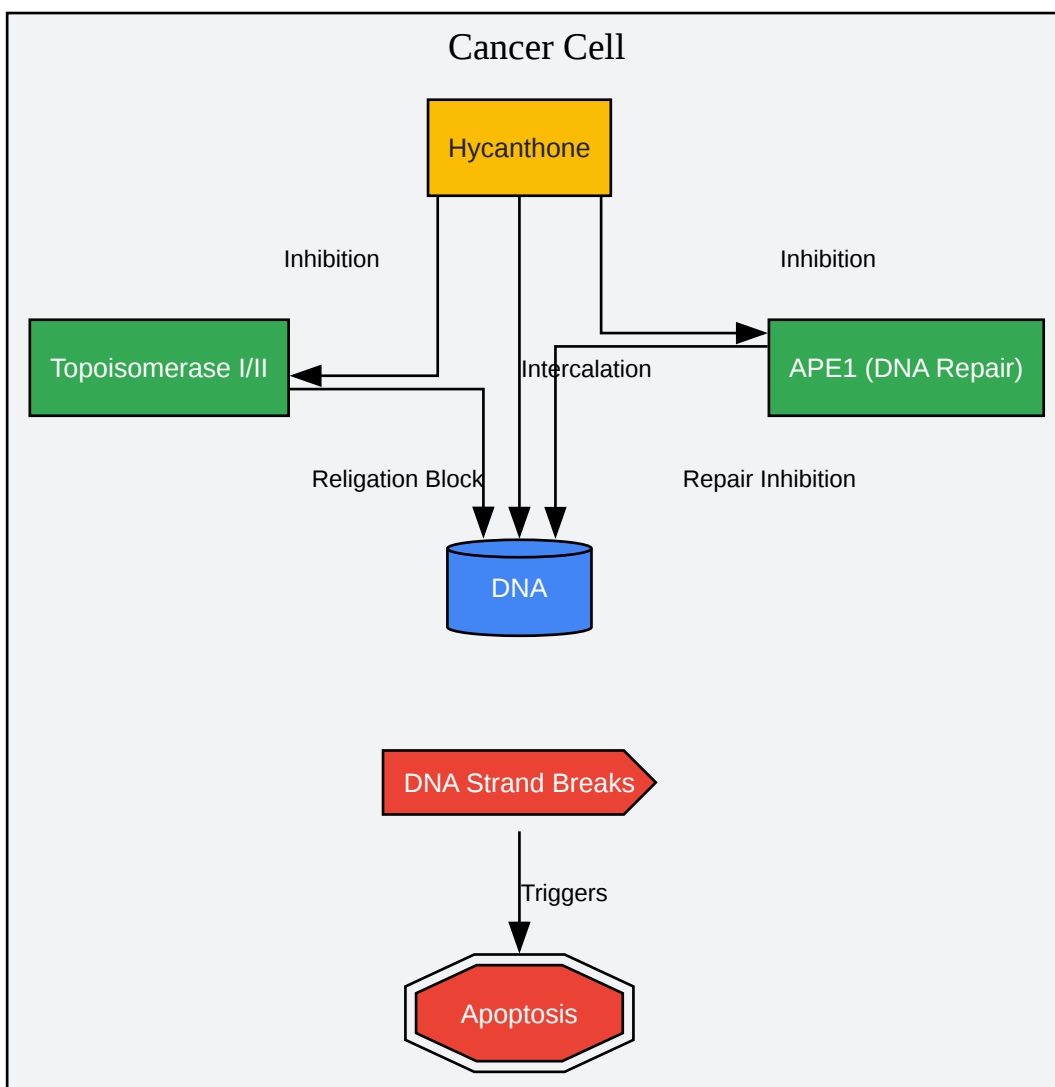 Cancer Cell
Hycanthone
Inhibition
Inhibition
Topoisomerase I/II
Intercalation
APE1 (DNA Repair)
Religation Block
Repair Inhibition
DNA
DNA Strand Breaks
Triggers
Apoptosis